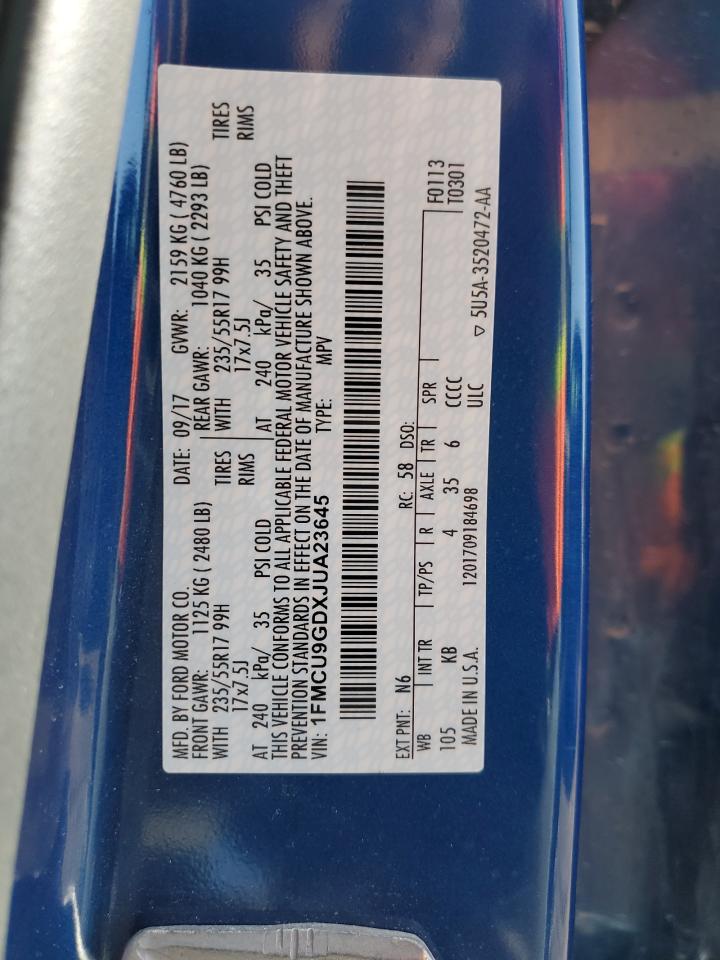 MFD. BY FORD MOTOR CO. DATE: 09/17 GVWR: 2159 KG ( 4760 LB)
FRONT GAWR: 1125 KG ( 2480 LB) REAR GAWR: 1040 KG ( 2293 LB)
WITH 235/55R17 99H TIRES WITH 235/55R17 99H TIRES
17x7.5J RIMS 17x7.5J RIMS
AT 240 kPa/ 35 PSI COLD AT 240 kPa/ 35 PSI COLD
THIS VEHICLE CONFORMS TO ALL APPLICABLE FEDERAL MOTOR VEHICLE SAFETY AND THEFT
PREVENTION STANDARDS IN EFFECT ON THE DATE OF MANUFACTURE SHOWN ABOVE.
VIN: 1FMCU9GDXJUA23645 TYPE: MPV
EXT PNT: N6 RC: 58 DSO:
WB INT TR TP/PS R AXLE TR SPR F0113
105 KB 4 35 6 CCCC T0301
MADE IN U.S.A. 1201709184698 ULC ▽ 5U5A-3520472-AA